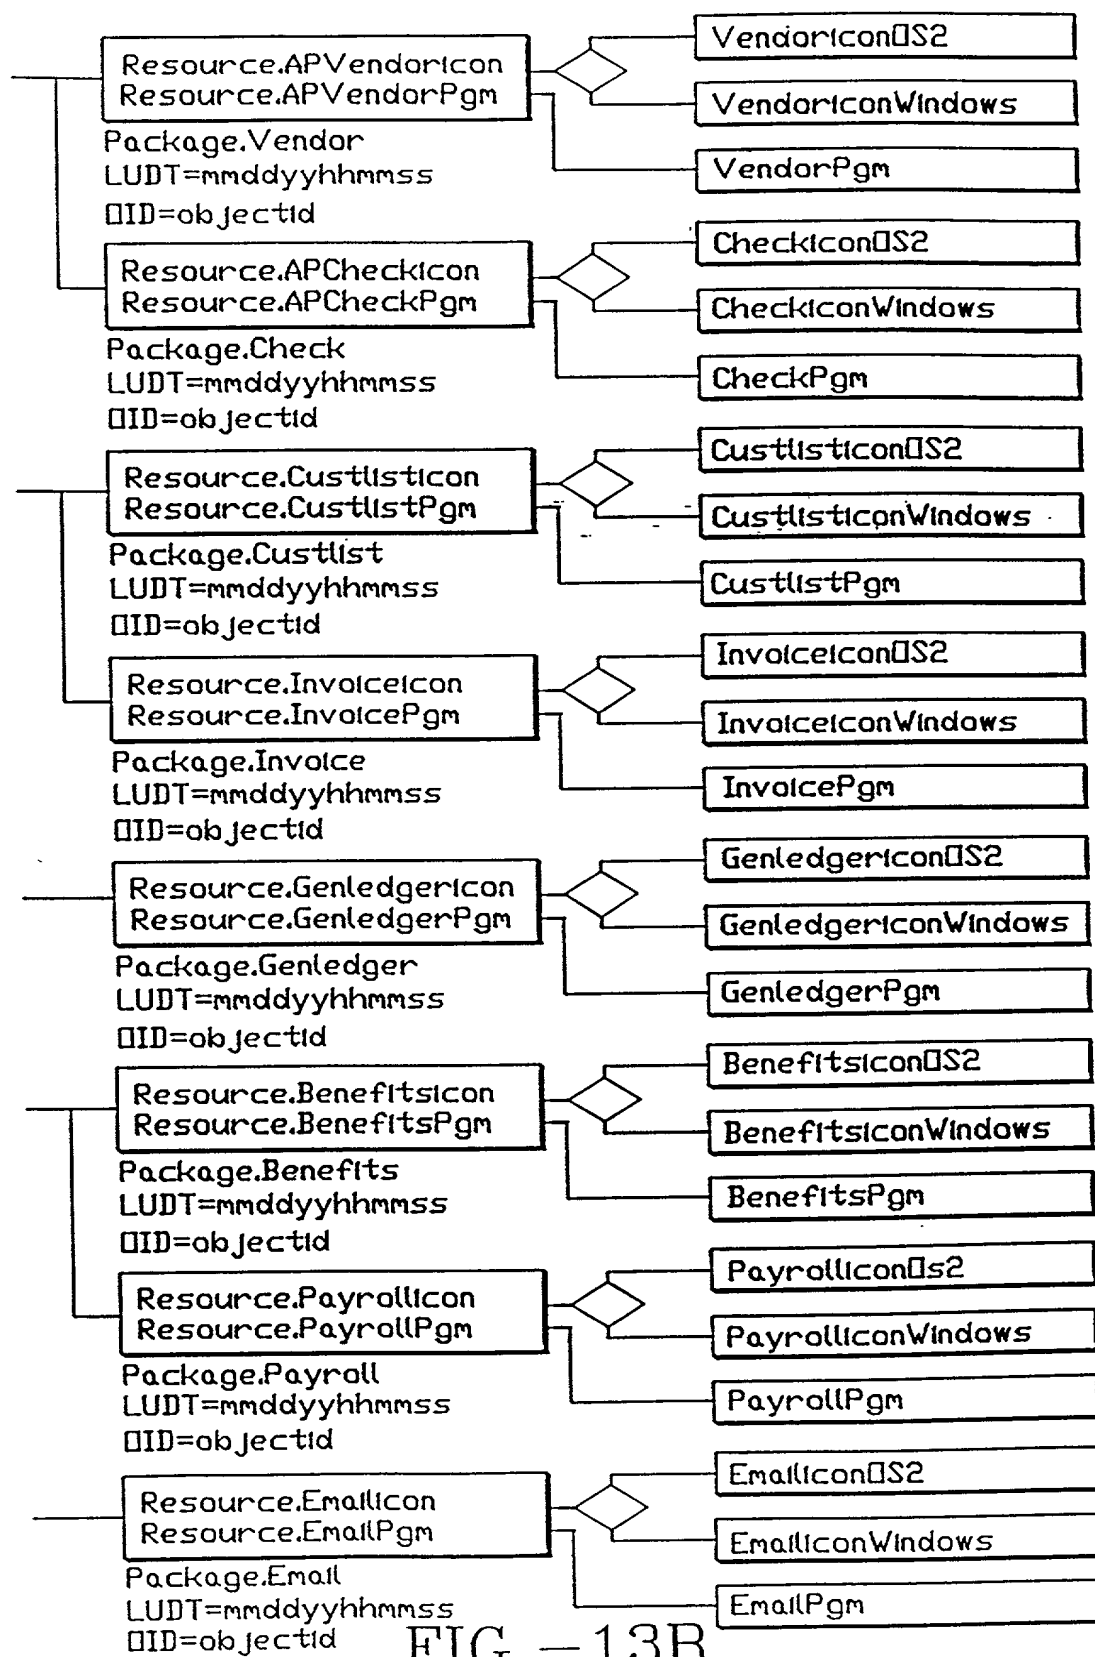 VendoriconOS2
Resource.APVendoricon
Resource.APVendorPgm
VendoriconWindows
Package.Vendor
VendorPgm
LUDT=mmddyyhhmmss
OID=objectid
CheckiconOS2
Resource.APCheckicon
Resource.APCheckPgm
CheckiconWindows
Package.Check
CheckPgm
LUDT=mmddyyhhmmss
OID=objectid
CustlisticonOS2
Resource.Custlisticon
Resource.CustlistPgm
CustlisticonWindows
Package.Custlist
CustlistPgm
LUDT=mmddyyhhmmss
OID=objectid
InvoiceiconOS2
Resource.Invoiceicon
Resource.InvoicePgm
InvoiceiconWindows
Package.Invoice
InvoicePgm
LUDT=mmddyyhhmmss
OID=objectid
GenledgericonOS2
Resource.Genledgericon
Resource.GenledgerPgm
GenledgericonWindows
Package.Genledger
GenledgerPgm
LUDT=mmddyyhhmmss
OID=objectid
BenefitsiconOS2
Resource.Benefitsicon
Resource.BenefitsPgm
BenefitsiconWindows
Package.Benefits
BenefitsPgm
LUDT=mmddyyhhmmss
OID=objectid
PayrolliconOs2
Resource.Payrollicon
Resource.PayrollPgm
PayrolliconWindows
Package.Payroll
PayrollPgm
LUDT=mmddyyhhmmss
OID=objectid
EmailiconOS2
Resource.Emailicon
Resource.EmailPgm
EmailiconWindows
Package.Email
EmailPgm
LUDT=mmddyyhhmmss
OID=objectid
FIG.-13B